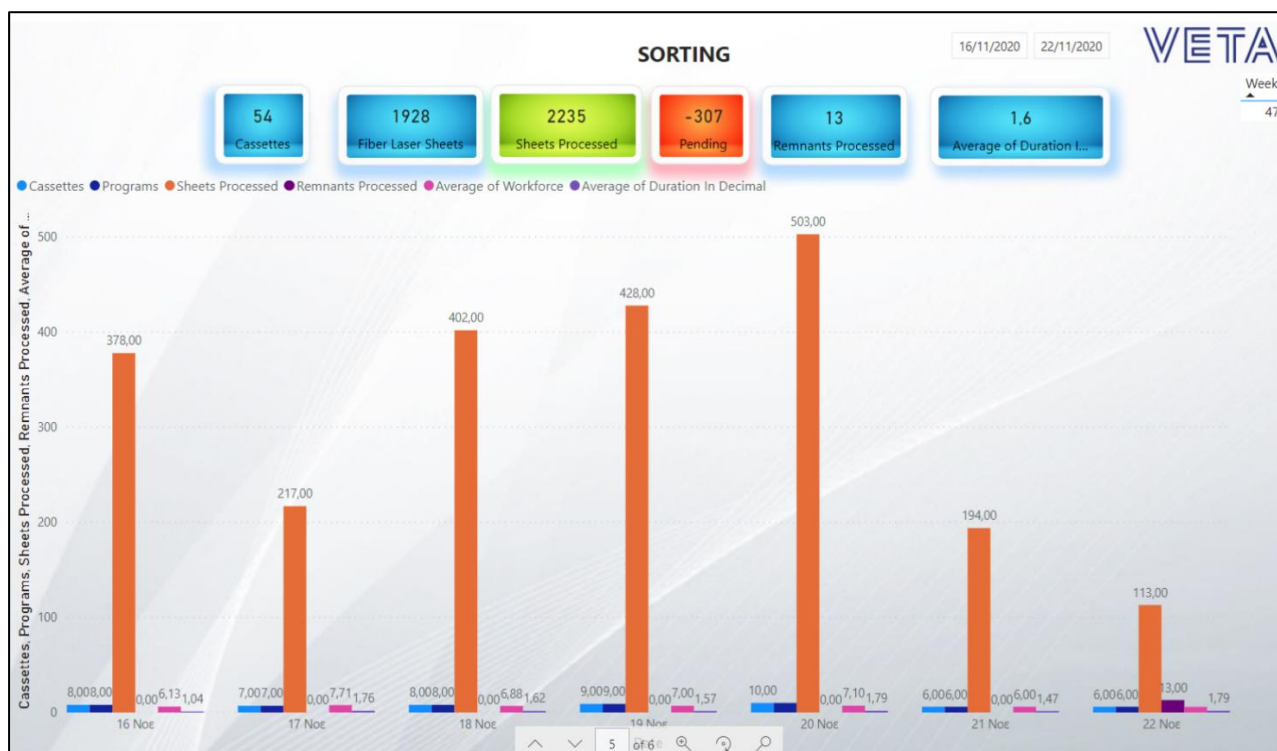 SORTING
16/11/2020 22/11/2020
VETA
Week
47
54
Cassettes
1928
Fiber Laser Sheets
2235
Sheets Processed
-307
Pending
13
Remnants Processed
1,6
Average of Duration I...
Cassettes Programs Sheets Processed Remnants Processed Average of Workforce Average of Duration In Decimal
Cassettes, Programs, Sheets Processed, Remnants Processed, Average of ...
500
400
300
200
100
0
378,00
217,00
402,00
428,00
503,00
194,00
113,00
8,00 8,00 0,00 6,13 1,04
7,00 7,00 0,00 7,71 1,76
8,00 8,00 0,00 6,88 1,62
9,00 9,00 0,00 7,00 1,57
10,00 0,00 7,10 1,79
6,00 6,00 0,00 6,00 1,47
6,00 6,00 13,00 1,79
16 Νοε 17 Νοε 18 Νοε 19 Νοε 20 Νοε 21 Νοε 22 Νοε
5 of 6